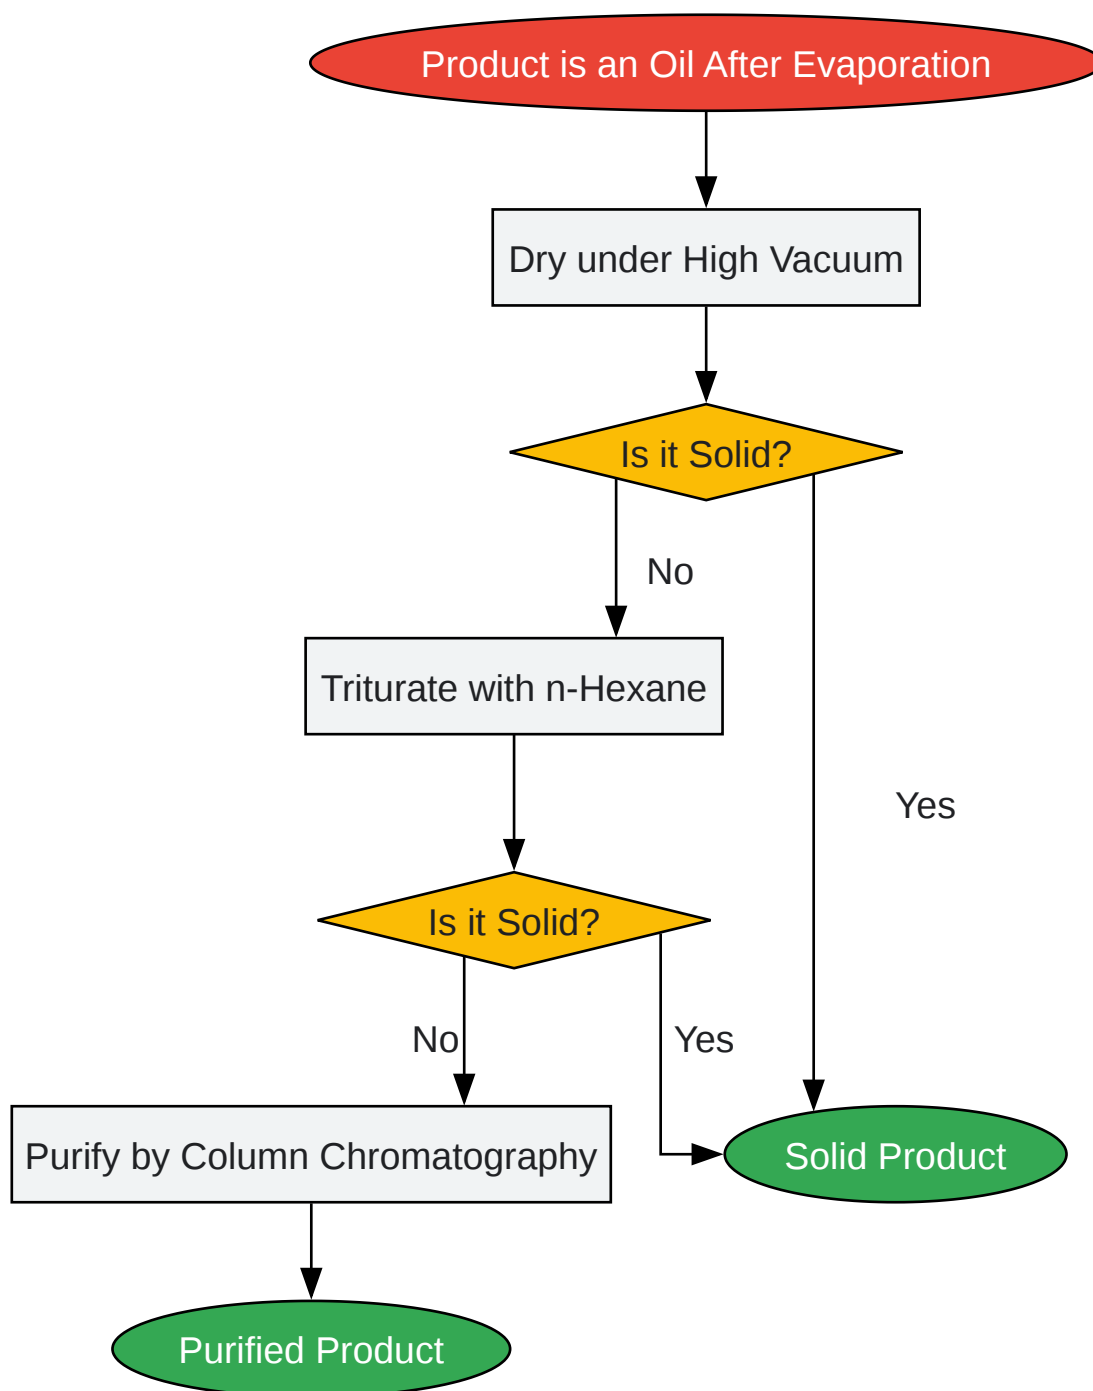 Product is an Oil After Evaporation
Dry under High Vacuum
Is it Solid?
No
Triturate with n-Hexane
Yes
Is it Solid?
No
Yes
Purify by Column Chromatography
Solid Product
Purified Product